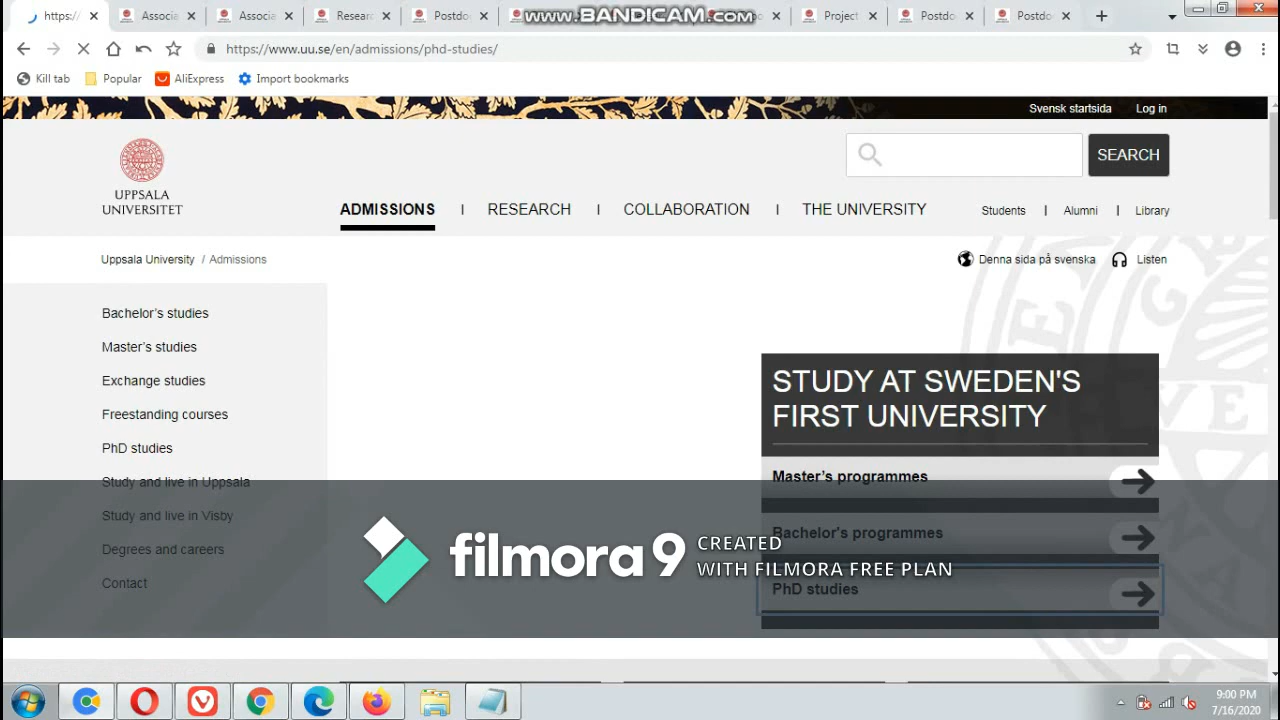 https:/
Associa
Associa
Researc
Postdo
www.BANDICAM.com
Project
Postdo
Postdo
https://www.uu.se/en/admissions/phd-studies/
Kill tab
Popular
AliExpress
Import bookmarks
Svensk startsida
Log in
SEARCH
UPPSALA
UNIVERSITET
ADMISSIONS
RESEARCH
COLLABORATION
THE UNIVERSITY
Students
Alumni
Library
Uppsala University / Admissions
Denna sida på svenska
Listen
Bachelor's studies
Master's studies
Exchange studies
Freestanding courses
PhD studies
Study and live in Uppsala
Study and live in Visby
Degrees and careers
Contact
STUDY AT SWEDEN'S
FIRST UNIVERSITY
Master's programmes
Bachelor's programmes
PhD studies
filmora 9
CREATED
WITH FILMORA FREE PLAN
9:00 PM
7/16/2020